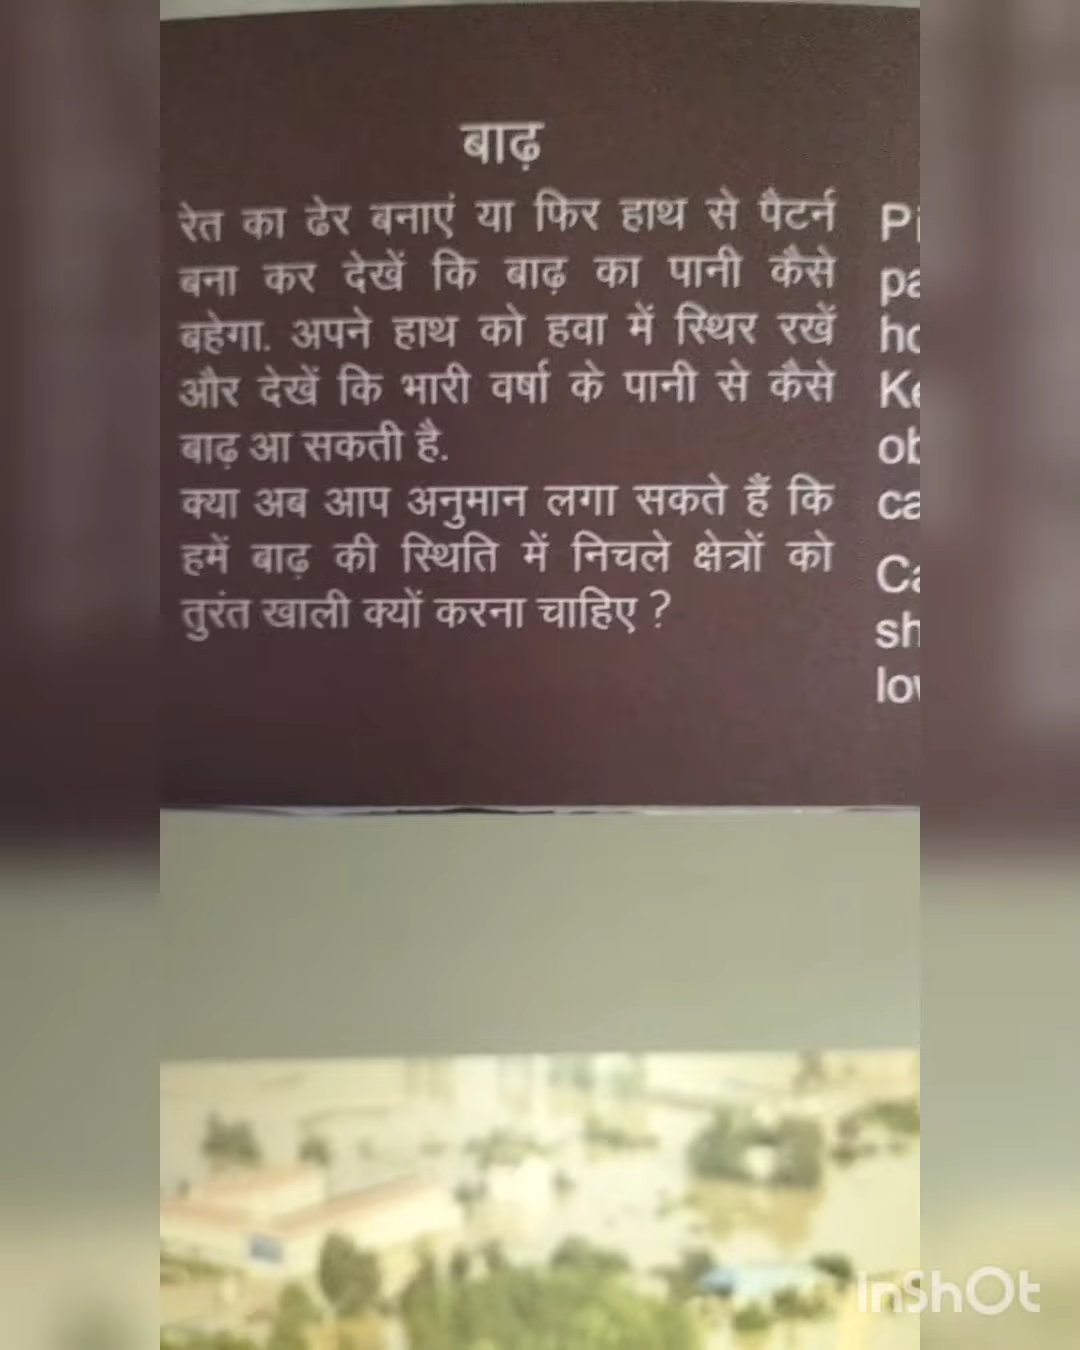 बाढ़
रेत का ढेर बनाएं या फिर हाथ से पैटर्न
बना कर देखें कि बाढ़ का पानी कैसे
बहेगा. अपने हाथ को हवा में स्थिर रखें
और देखें कि भारी वर्षा के पानी से कैसे
बाढ़ आ सकती है.
क्या अब आप अनुमान लगा सकते हैं कि
हमें बाढ़ की स्थिति में निचले क्षेत्रों को
तुरंत खाली क्यों करना चाहिए ?
InShOt